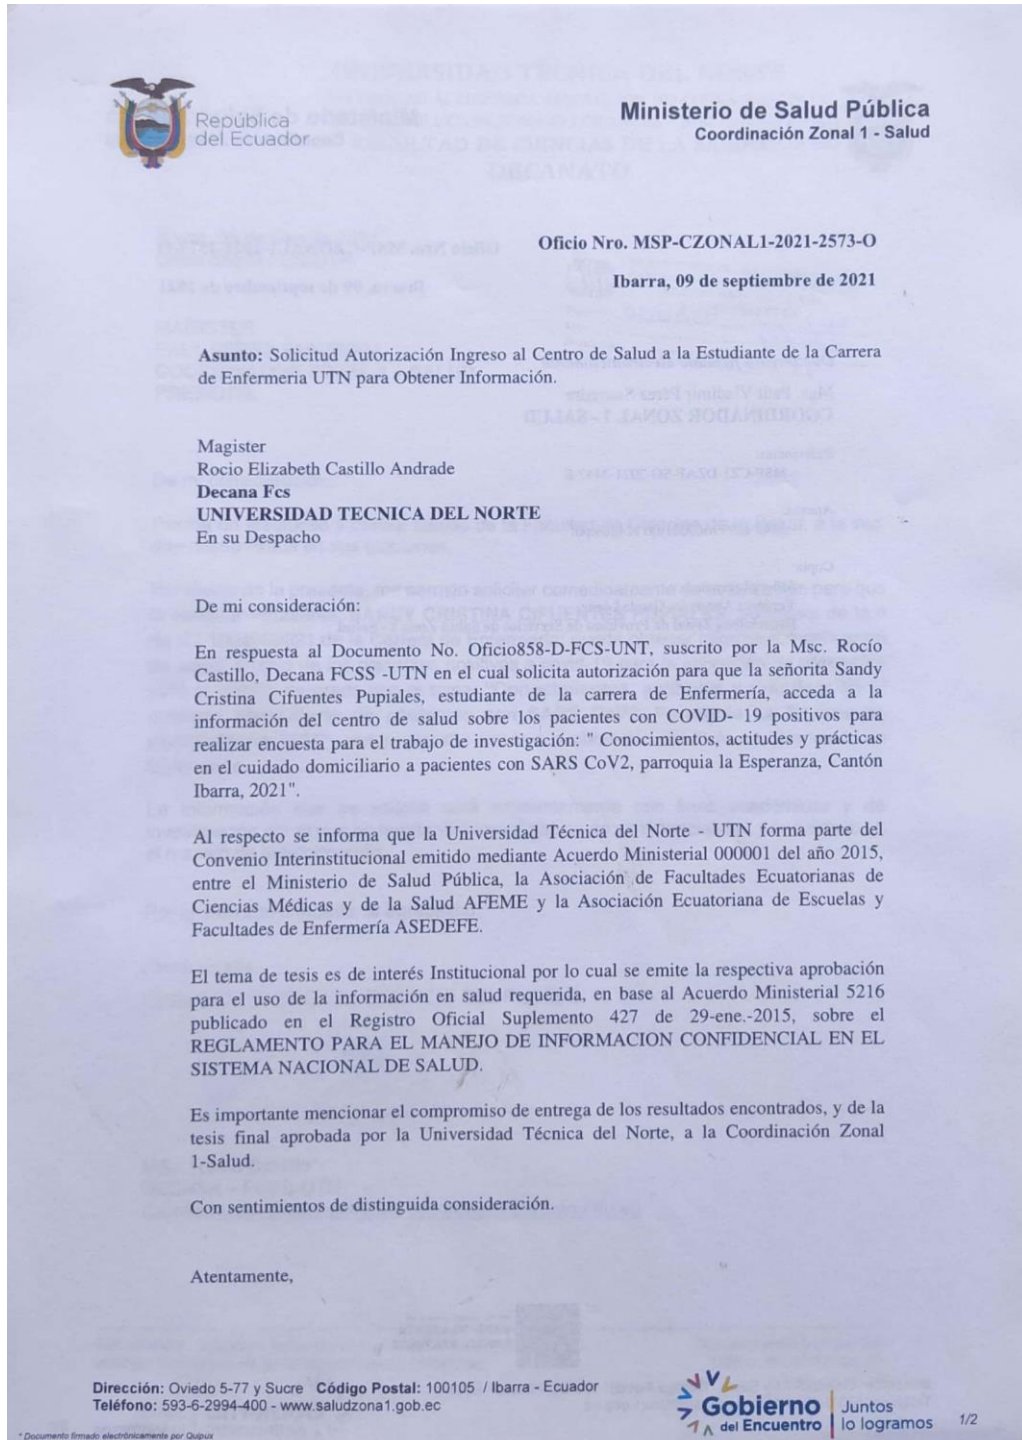 República
del Ecuador
Ministerio de Salud Pública
Coordinación Zonal 1 - Salud
Oficio Nro. MSP-CZONAL1-2021-2573-O
Ibarra, 09 de septiembre de 2021
Asunto: Solicitud Autorización Ingreso al Centro de Salud a la Estudiante de la Carrera
de Enfermeria UTN para Obtener Información.
Magister
Rocio Elizabeth Castillo Andrade
Decana Fcs
UNIVERSIDAD TECNICA DEL NORTE
En su Despacho
De mi consideración:
En respuesta al Documento No. Oficio858-D-FCS-UNT, suscrito por la Msc. Rocío
Castillo, Decana FCSS -UTN en el cual solicita autorización para que la señorita Sandy
Cristina Cifuentes Pupiales, estudiante de la carrera de Enfermería, acceda a la
información del centro de salud sobre los pacientes con COVID- 19 positivos para
realizar encuesta para el trabajo de investigación: " Conocimientos, actitudes y prácticas
en el cuidado domiciliario a pacientes con SARS CoV2, parroquia la Esperanza, Cantón
Ibarra, 2021".
Al respecto se informa que la Universidad Técnica del Norte - UTN forma parte del
Convenio Interinstitucional emitido mediante Acuerdo Ministerial 000001 del año 2015,
entre el Ministerio de Salud Pública, la Asociación de Facultades Ecuatorianas de
Ciencias Médicas y de la Salud AFEME y la Asociación Ecuatoriana de Escuelas y
Facultades de Enfermería ASEDEFE.
El tema de tesis es de interés Institucional por lo cual se emite la respectiva aprobación
para el uso de la información en salud requerida, en base al Acuerdo Ministerial 5216
publicado en el Registro Oficial Suplemento 427 de 29-ene.-2015, sobre el
REGLAMENTO PARA EL MANEJO DE INFORMACION CONFIDENCIAL EN EL
SISTEMA NACIONAL DE SALUD.
Es importante mencionar el compromiso de entrega de los resultados encontrados, y de la
tesis final aprobada por la Universidad Técnica del Norte, a la Coordinación Zonal
1-Salud.
Con sentimientos de distinguida consideración.
Atentamente,
Dirección: Oviedo 5-77 y Sucre Código Postal: 100105 / Ibarra - Ecuador
Teléfono: 593-6-2994-400 - www.saludzona1.gob.ec
Gobierno
del Encuentro
Juntos
lo logramos
1/2
* Documento firmado electrónicamente por Quipux